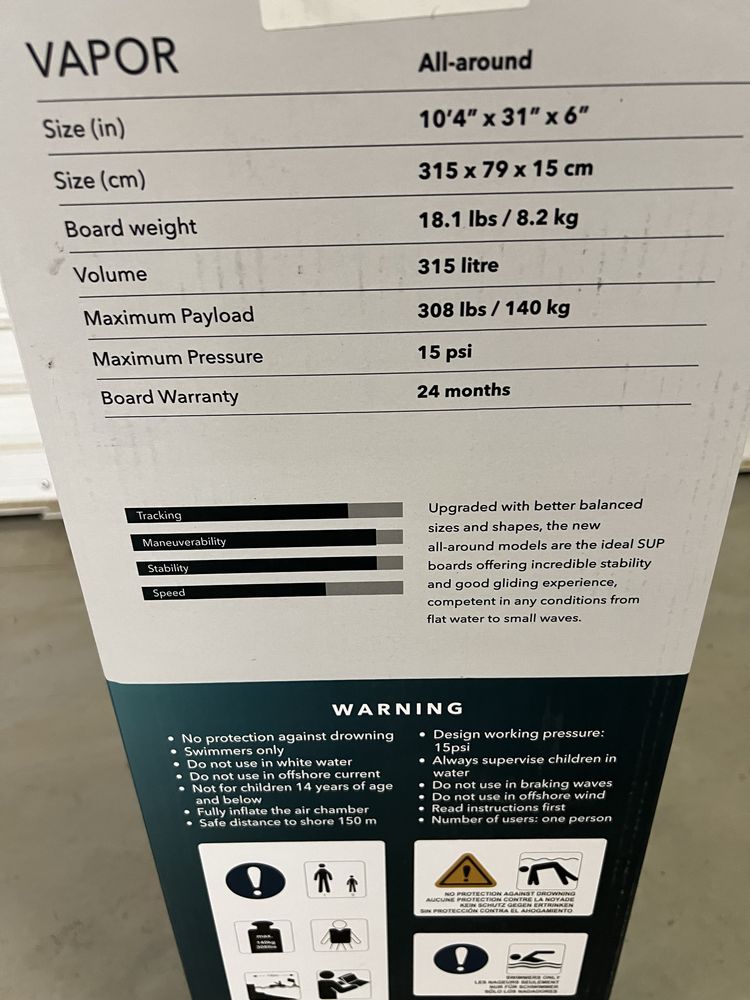 VAPOR All-around
Size (in) 10'4" x 31" x 6"
Size (cm) 315 x 79 x 15 cm
Board weight 18.1 lbs / 8.2 kg
Volume 315 litre
Maximum Payload 308 lbs / 140 kg
Maximum Pressure 15 psi
Board Warranty 24 months
Tracking
Maneuverability
Stability
Speed
Upgraded with better balanced
sizes and shapes, the new
all-around models are the ideal SUP
boards offering incredible stability
and good gliding experience,
competent in any conditions from
flat water to small waves.
WARNING
• No protection against drowning
• Swimmers only
• Do not use in white water
• Do not use in offshore current
• Not for children 14 years of age
and below
• Fully inflate the air chamber
• Safe distance to shore 150 m
• Design working pressure:
15psi
• Always supervise children in
water
• Do not use in braking waves
• Do not use in offshore wind
• Read instructions first
• Number of users: one person
max.
140kg
308lbs
NO PROTECTION AGAINST DROWNING
AUCUNE PROTECTION CONTRE LA NOYADE
KEIN SCHUTZ GEGEN ERTRINKEN
SIN PROTECCIÓN CONTRA EL AHOGAMIENTO
SWIMMERS ONLY
LES NAGEURS SEULEMENT
NUR FÜR SCHWIMMER
SÓLO LOS NADADORES